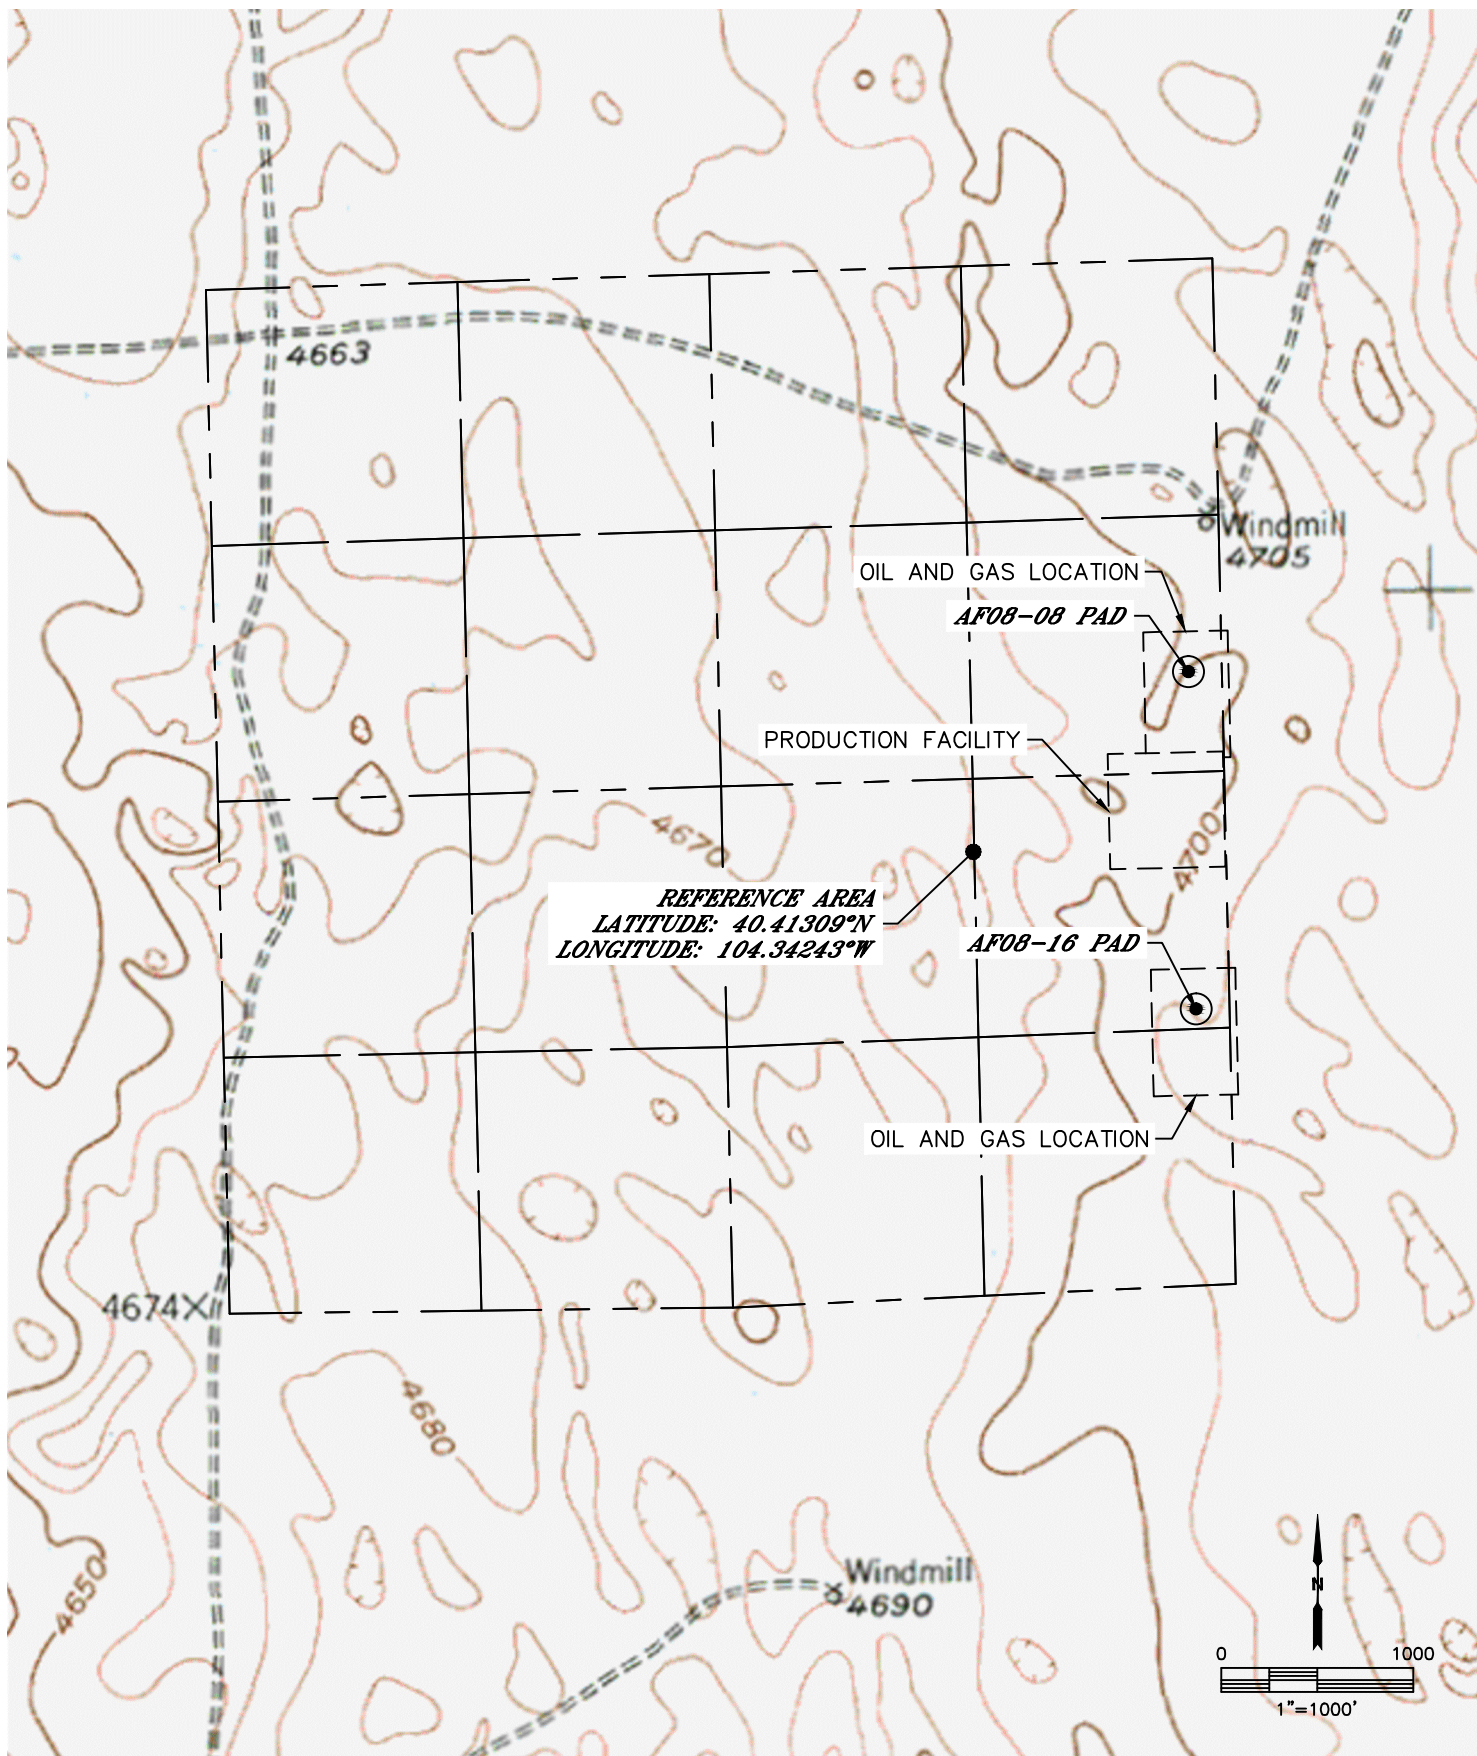 4663
Windmill
4705
OIL AND GAS LOCATION
AF08-08 PAD
PRODUCTION FACILITY
4670
4700
REFERENCE AREA
LATITUDE: 40.41309°N
LONGITUDE: 104.34243°W
AF08-16 PAD
OIL AND GAS LOCATION
4674X
4680
4650
Windmill
4690
N
0 1000
1"=1000'